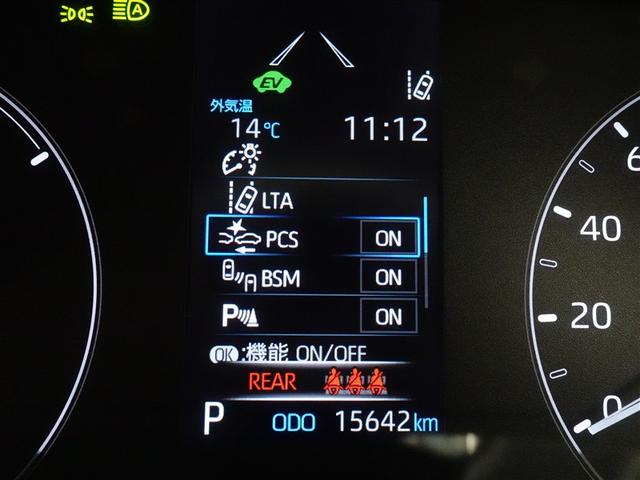 A
EV
外気温
14℃ 11:12
LTA
PCS ON
BSM ON
P ON
OK:機能 ON/OFF
REAR
P ODO 15642km
6
40
20
0